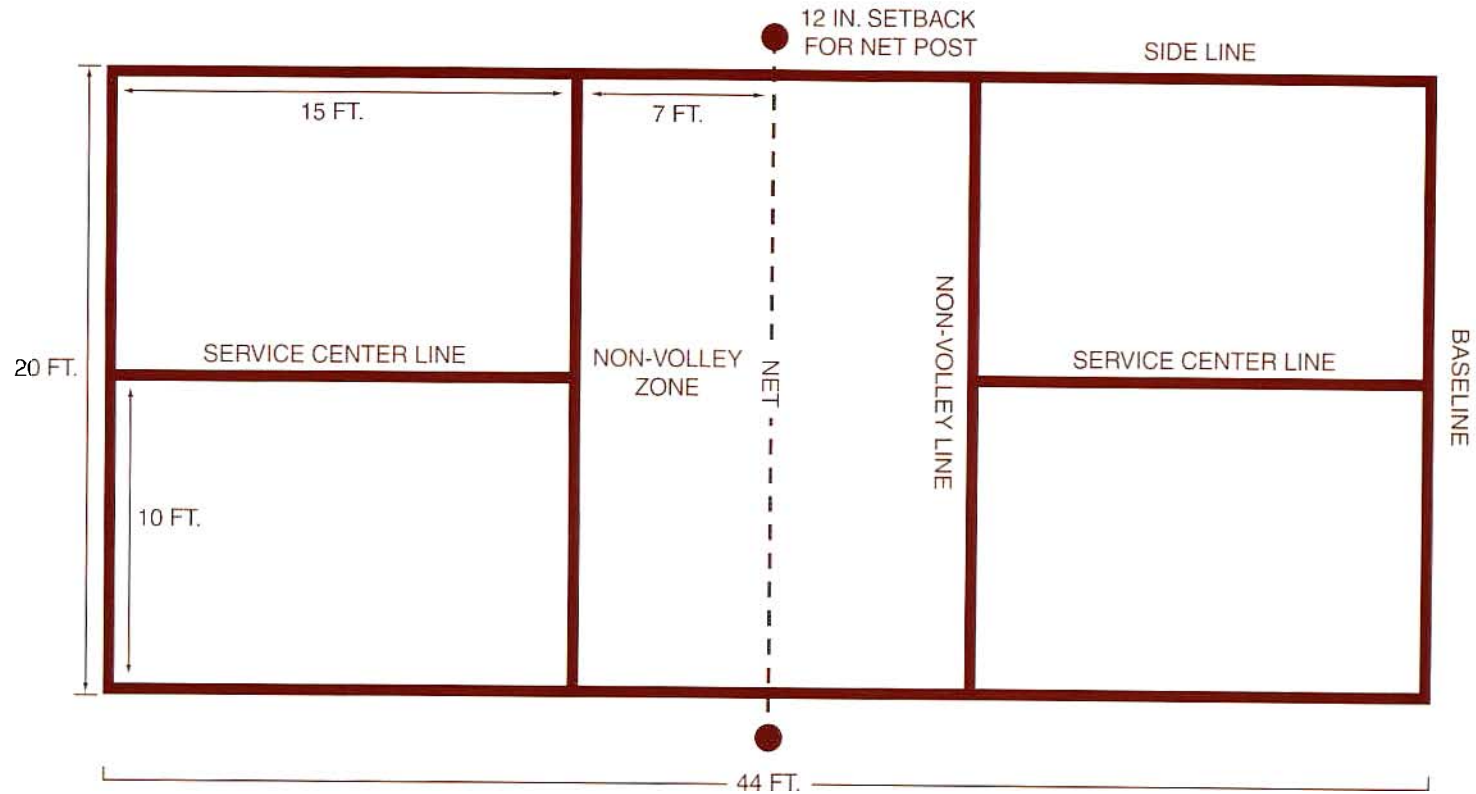 12 IN. SETBACK
FOR NET POST
SIDE LINE
15 FT.
7 FT.
20 FT.
SERVICE CENTER LINE
NON-VOLLEY
ZONE
NET
NON-VOLLEY LINE
SERVICE CENTER LINE
BASELINE
10 FT.
44 FT.